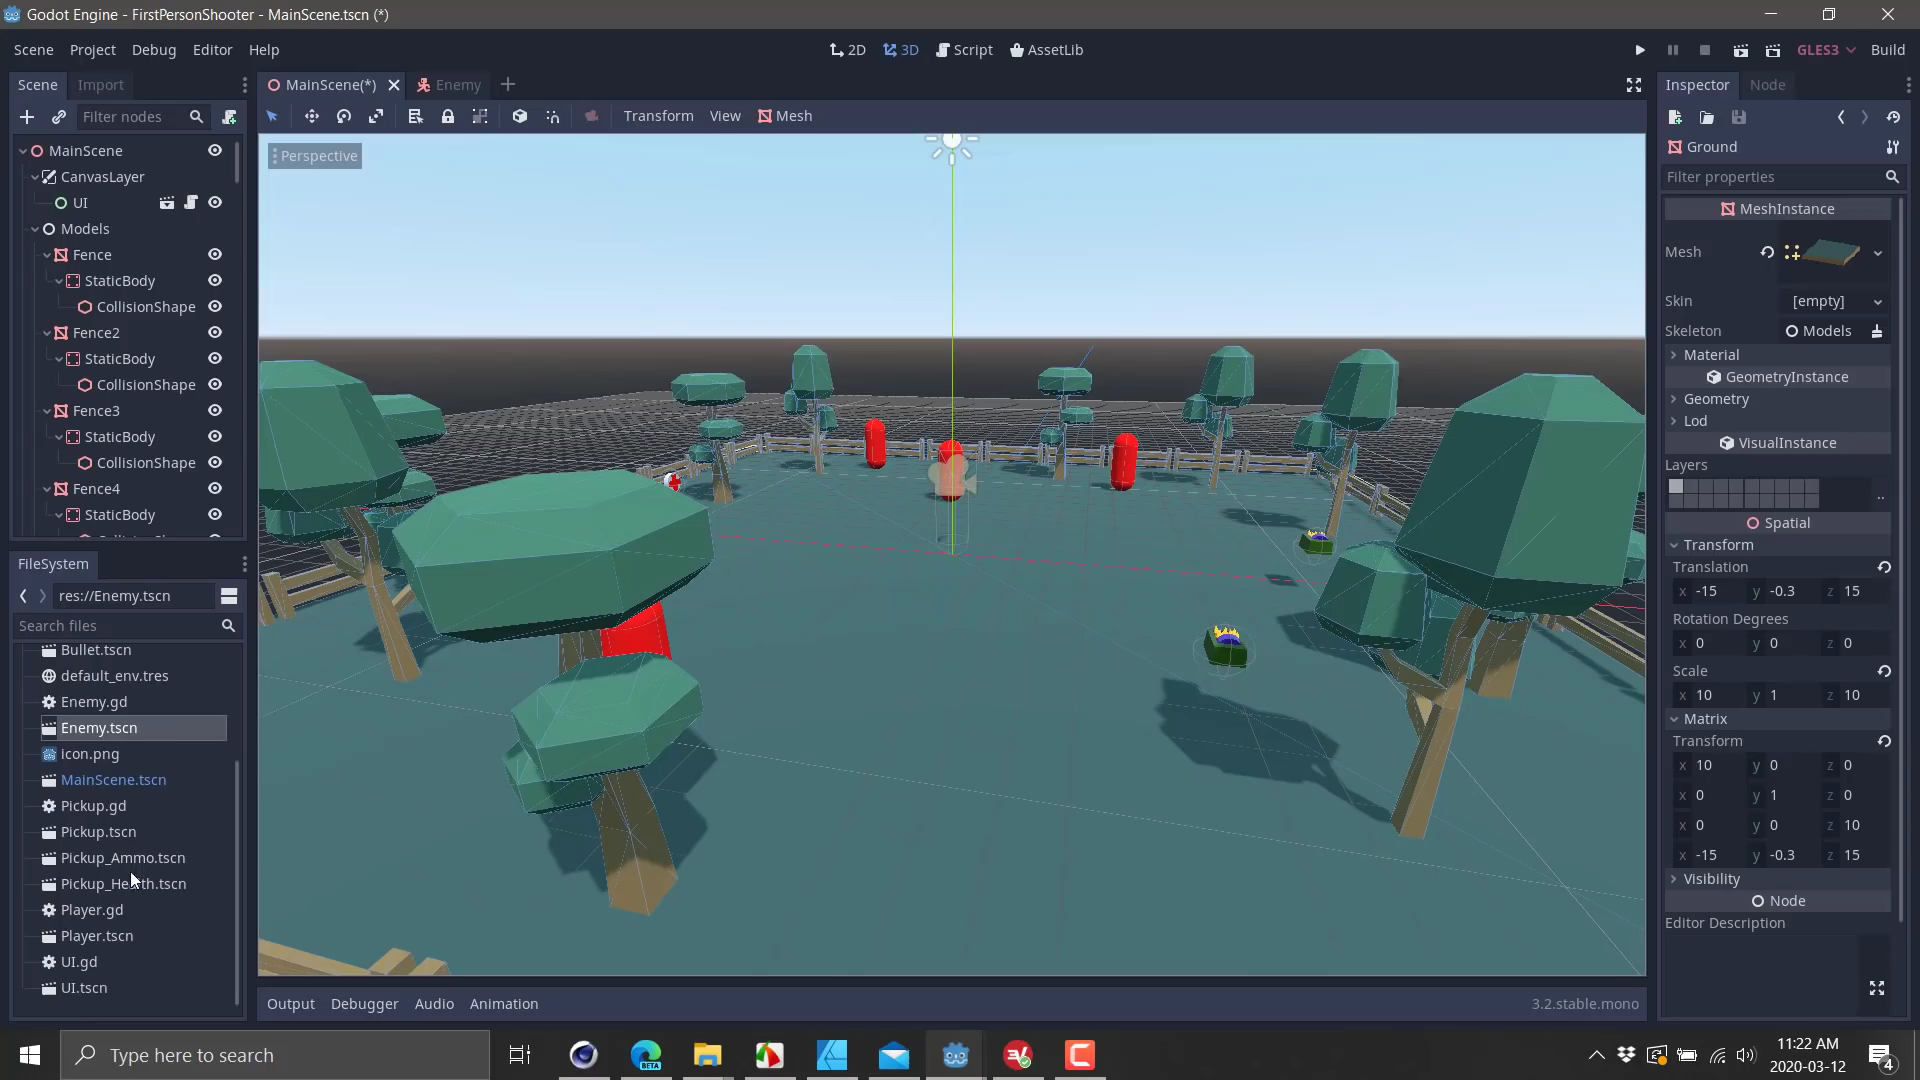 Godot Engine - FirstPersonShooter - MainScene.tscn (*)
Scene Project Debug Editor Help
2D 3D Script AssetLib
GLES3 Build
Scene Import
MainScene(*) Enemy
Inspector Node
Filter nodes
Transform View Mesh
Perspective
MainScene
CanvasLayer
UI
Models
Fence
StaticBody
CollisionShape
Fence2
StaticBody
CollisionShape
Fence3
StaticBody
CollisionShape
Fence4
StaticBody
FileSystem
res://Enemy.tscn
Search files
Bullet.tscn
default_env.tres
Enemy.gd
Enemy.tscn
icon.png
MainScene.tscn
Pickup.gd
Pickup.tscn
Pickup_Ammo.tscn
Player.gd
Player.tscn
UI.gd
UI.tscn
Output Debugger Audio Animation
3.2.stable.mono
Ground
Filter properties
MeshInstance
Mesh
Skin [empty]
Skeleton Models
Material
GeometryInstance
Geometry
Lod
VisualInstance
Layers
..
Spatial
Transform
Translation
x -15 y -0.3 z 15
Rotation Degrees
x 0 y 0 z 0
Scale
x 10 y 1 z 10
Matrix
Transform
x 10 y 0 z 0
x 0 y 1 z 0
x 0 y 0 z 10
x -15 y -0.3 z 15
Visibility
Node
Editor Description
Type here to search
BETA
11:22 AM
2020-03-12
4